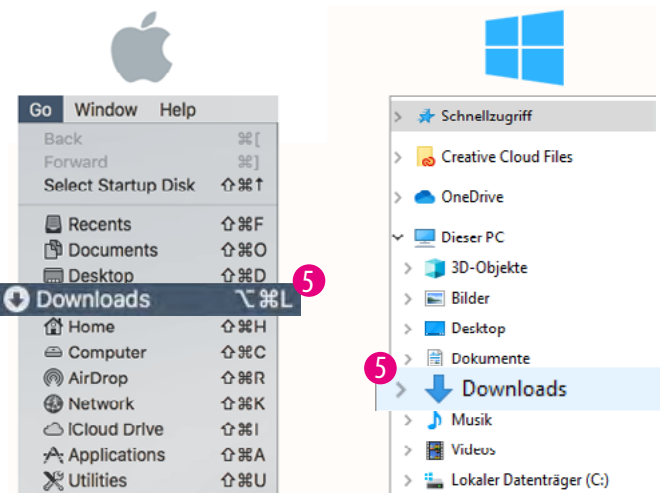 Go Window Help
Back ⌘[
Forward ⌘]
Select Startup Disk ⇧⌘↑
Recents ⇧⌘F
Documents ⇧⌘O
Desktop ⇧⌘D
Downloads ⌥⌘L
5
Home ⇧⌘H
Computer ⇧⌘C
AirDrop ⇧⌘R
Network ⇧⌘K
iCloud Drive ⇧⌘I
Applications ⇧⌘A
Utilities ⇧⌘U
Schnellzugriff
Creative Cloud Files
OneDrive
Dieser PC
3D-Objekte
Bilder
Desktop
Dokumente
5
Downloads
Musik
Videos
Lokaler Datenträger (C:)